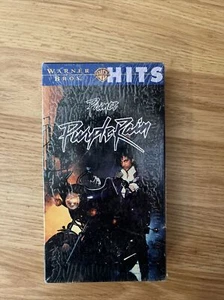 WARNER BROS. HITS
Prince
Purple Rain